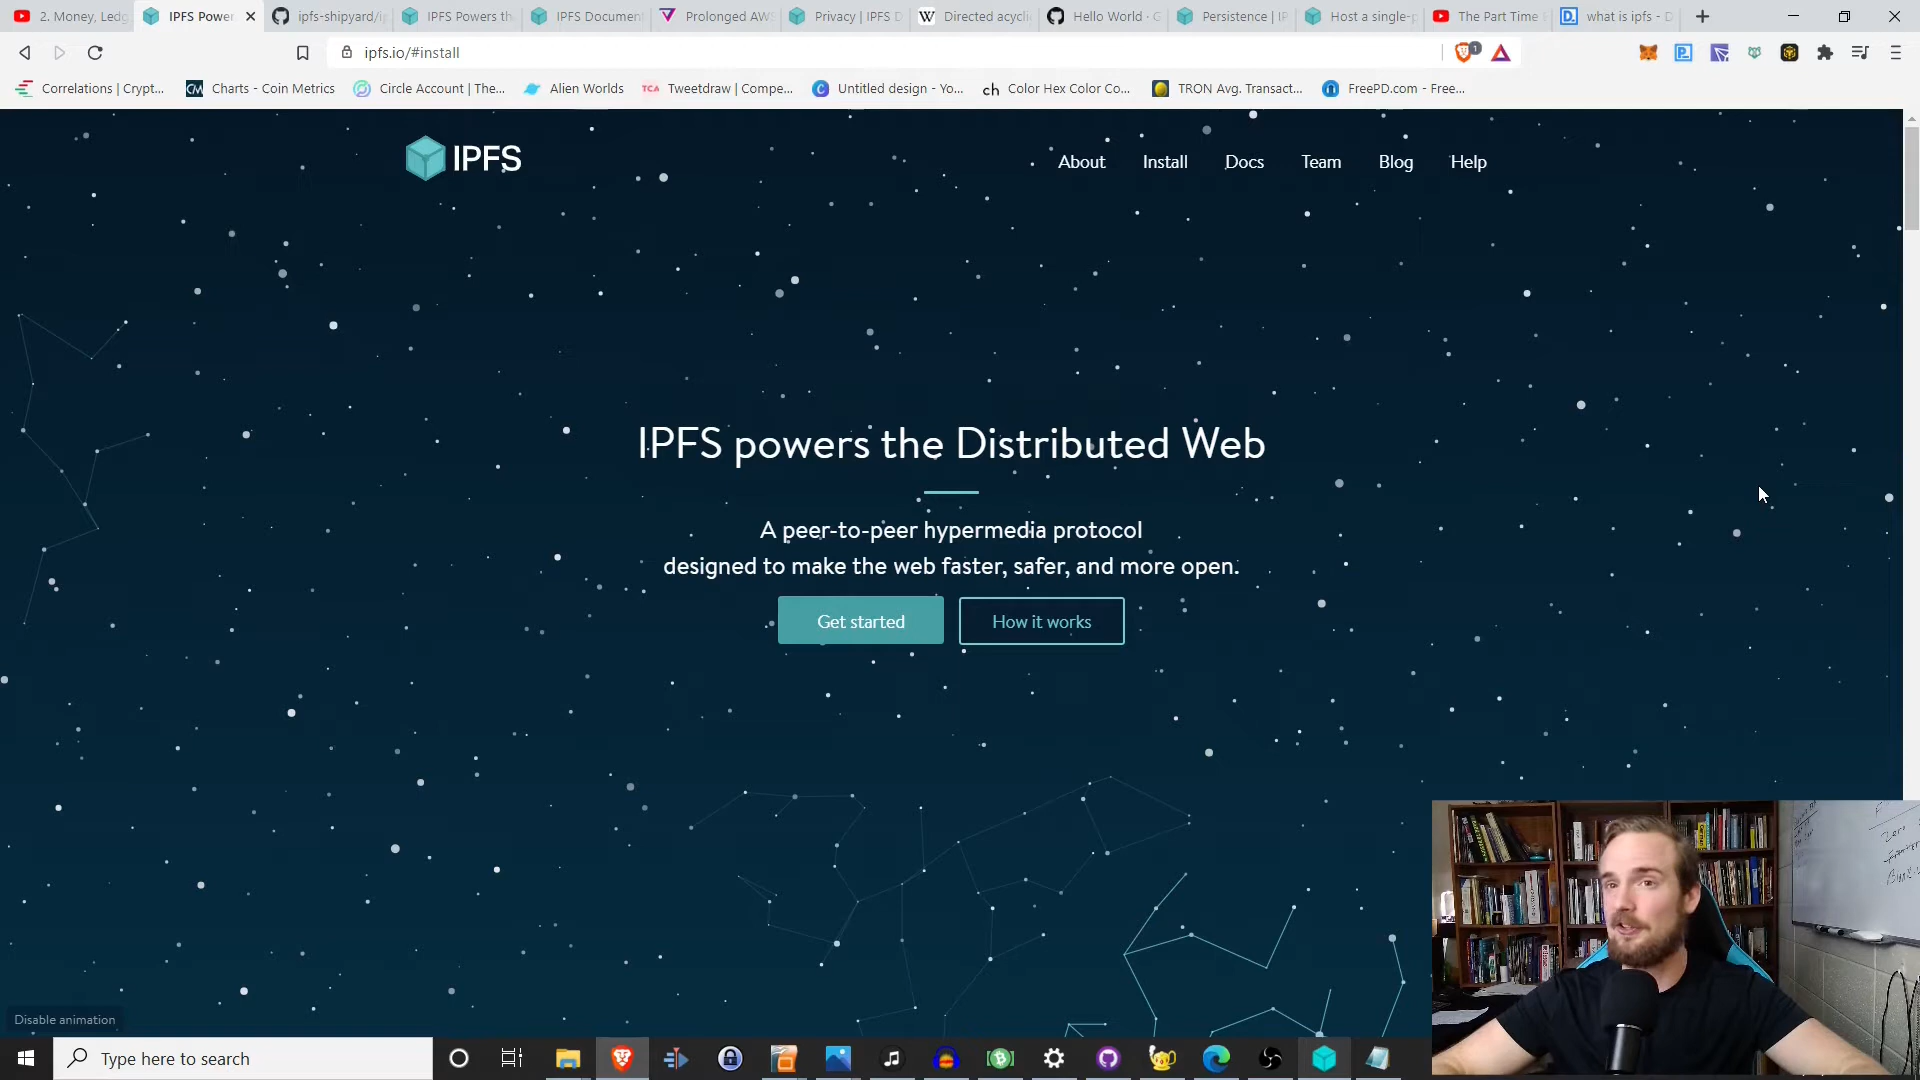 2. Money, Ledg
IPFS Power
ipfs-shipyard/i
IPFS Powers th
IPFS Documen
Prolonged AW
Privacy | IPFS D
Directed acycli
Hello World · G
Persistence | IP
Host a single-p
The Part Time
what is ipfs - D
ipfs.io/#install
1
Correlations | Crypt...
Charts - Coin Metrics
Circle Account | The...
Alien Worlds
TCA Tweetdraw | Compe...
Untitled design - Yo...
ch Color Hex Color Co...
TRON Avg. Transact...
FreePD.com - Free...
IPFS
About
Install
Docs
Team
Blog
Help
IPFS powers the Distributed Web
A peer-to-peer hypermedia protocol
designed to make the web faster, safer, and more open.
Get started
How it works
Disable animation
Type here to search